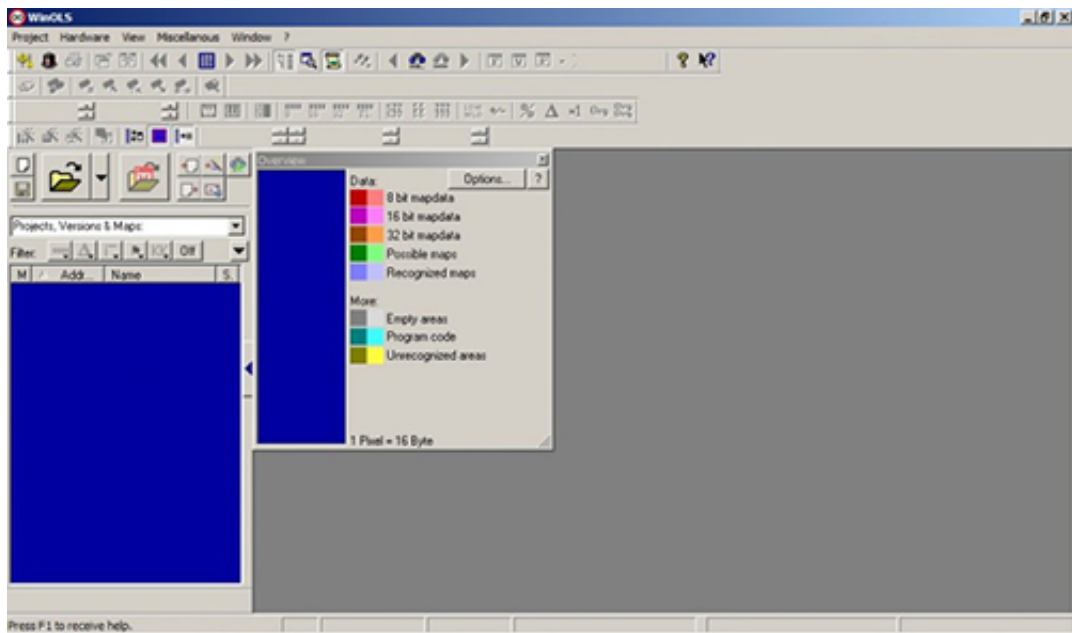 WinOLS
Project Hardware View Miscellanous Window ?
Overview
Data: Options... ?
8 bit mapdata
16 bit mapdata
32 bit mapdata
Possible maps
Recognized maps
More:
Empty areas
Program code
Unrecognized areas
1 Pixel = 16 Byte
Projects, Versions & Maps:
Filter: Off
M Addr... Name S.
Press F1 to receive help.